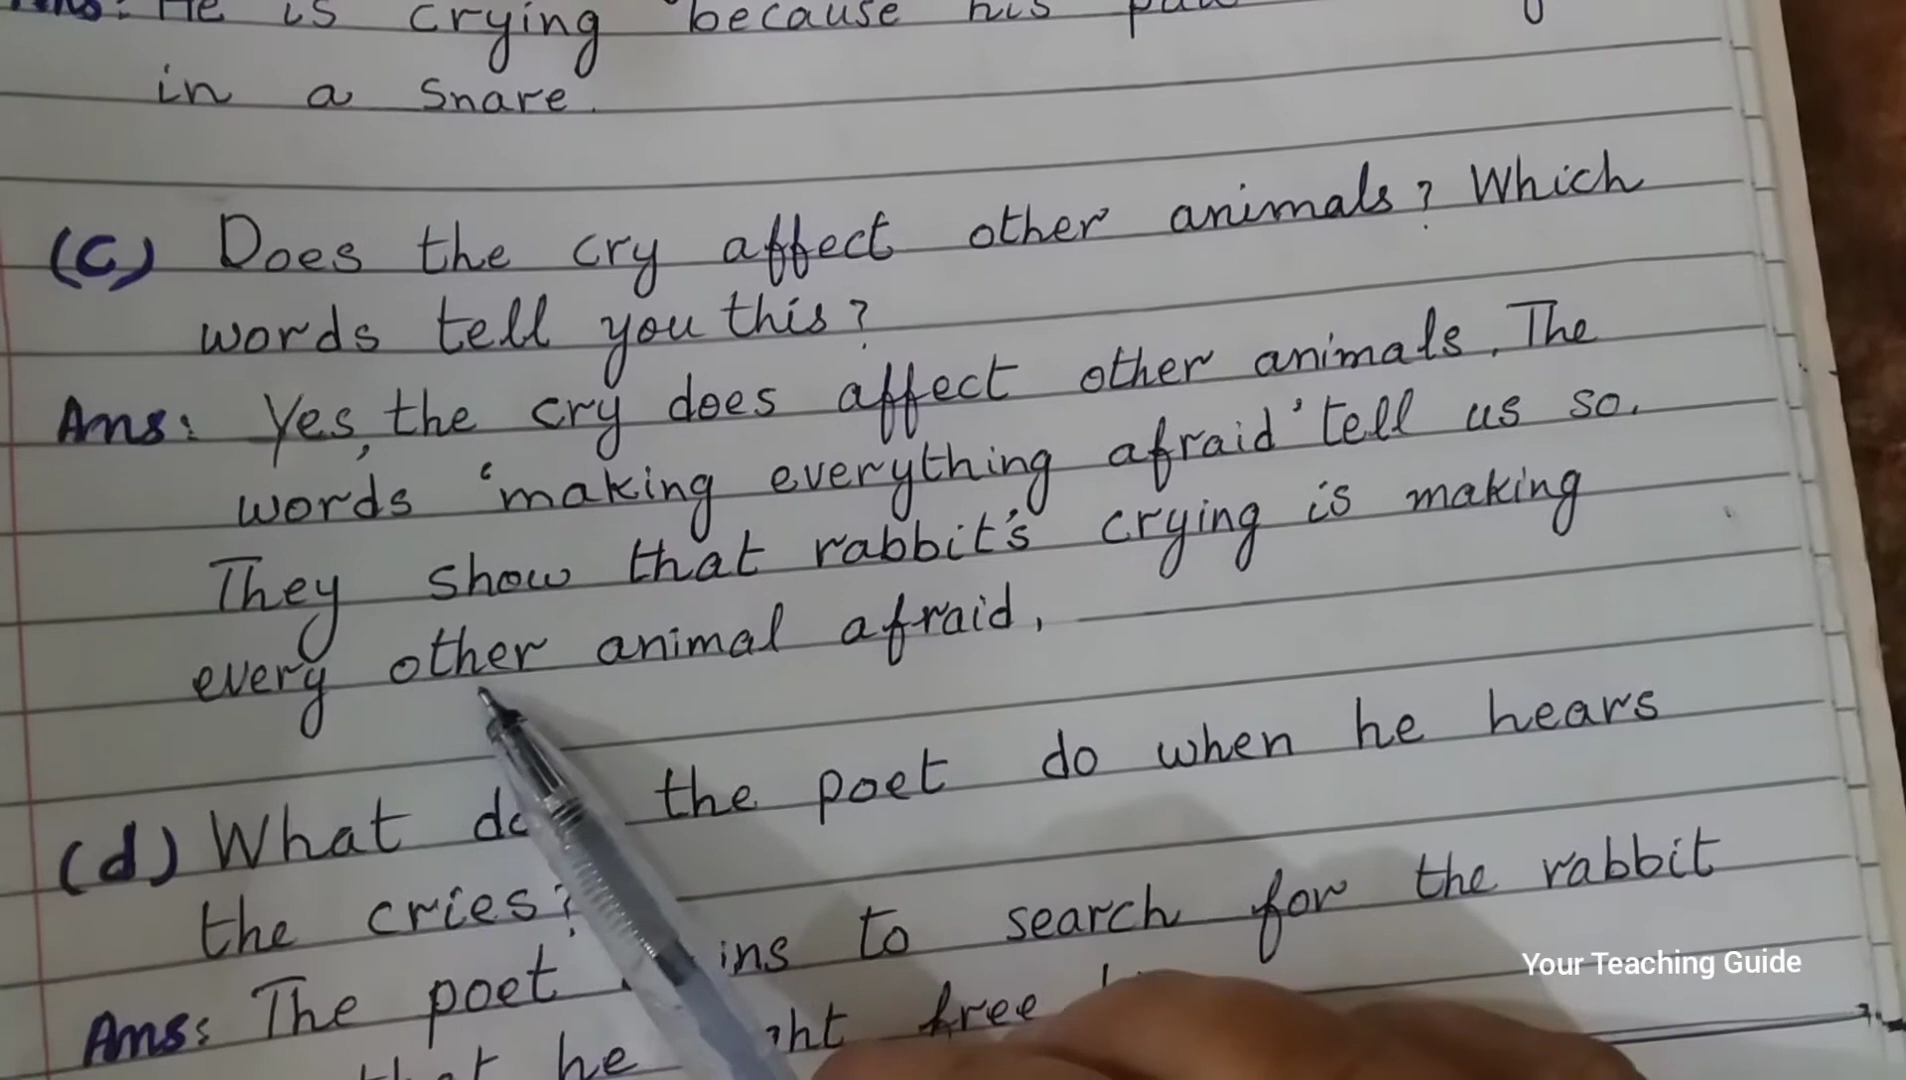 Ans: He is crying because his
in a snare.
(C) Does the cry affect other animals? Which
words tell you this?
Ans: Yes, the cry does affect other animals. The
words 'making everything afraid' tell us so.
They show that rabbit's crying is making
every other animal afraid.
(d) What the poet do when he hears
the cries?
Ans: The poet to search for the rabbit
he free
Your Teaching Guide